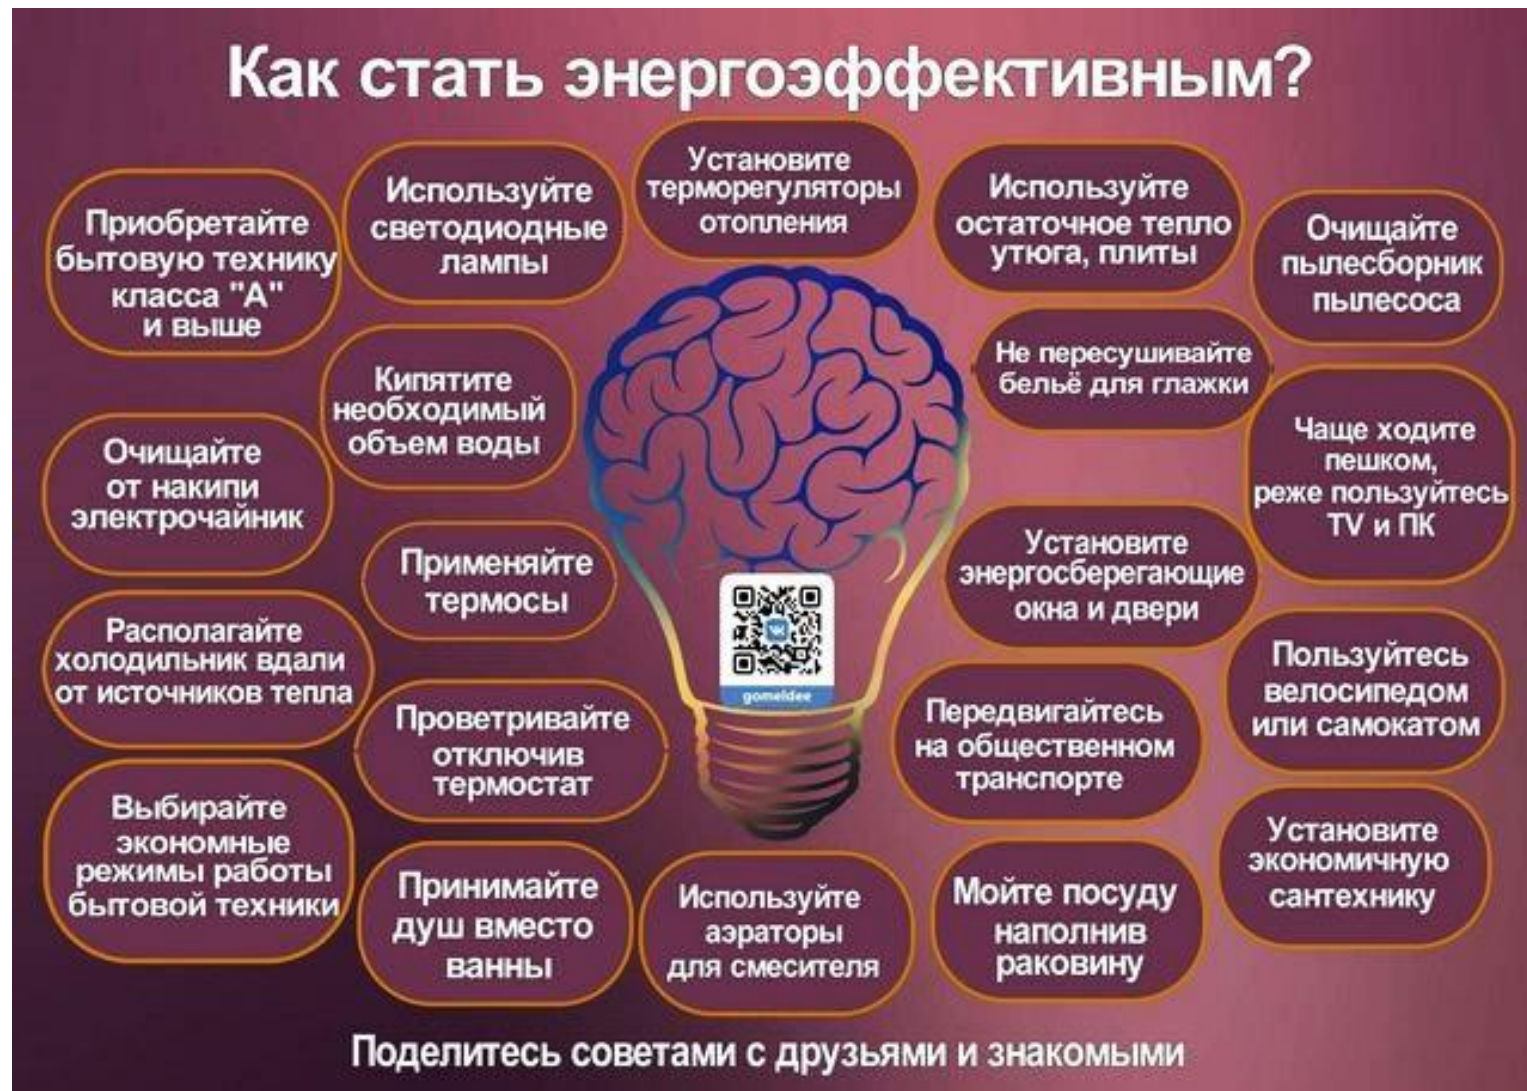 Как стать энергоэффективным?
Приобретайте
бытовую технику
класса "А"
и выше
Используйте
светодиодные
лампы
Установите
терморегуляторы
отопления
Используйте
остаточное тепло
утюга, плиты
Очищайте
пылесборник
пылесоса
Кипятите
необходимый
объем воды
Не пересушивайте
бельё для глажки
Очищайте
от накипи
электрочайник
Чаще ходите
пешком,
реже пользуйтесь
TV и ПК
Применяйте
термосы
Установите
энергосберегающие
окна и двери
Располагайте
холодильник вдали
от источников тепла
Пользуйтесь
велосипедом
или самокатом
gomeldee
Проветривайте
отключив
термостат
Передвигайтесь
на общественном
транспорте
Выбирайте
экономные
режимы работы
бытовой техники
Установите
экономичную
сантехнику
Принимайте
душ вместо
ванны
Используйте
аэраторы
для смесителя
Мойте посуду
наполнив
раковину
Поделитесь советами с друзьями и знакомыми